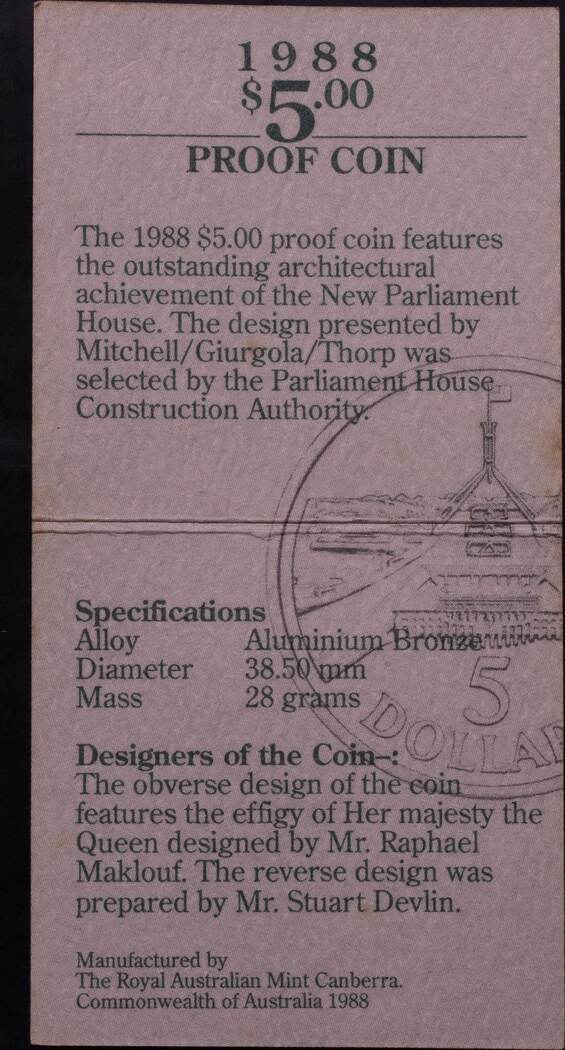 1988
$5.00
PROOF COIN
The 1988 $5.00 proof coin features
the outstanding architectural
achievement of the New Parliament
House. The design presented by
Mitchell/Giurgola/Thorp was
selected by the Parliament House
Construction Authority.
Specifications
Alloy Aluminium Bronze
Diameter 38.50 mm
Mass 28 grams
5
DOLLAR
Designers of the Coin–:
The obverse design of the coin
features the effigy of Her majesty the
Queen designed by Mr. Raphael
Maklouf. The reverse design was
prepared by Mr. Stuart Devlin.
Manufactured by
The Royal Australian Mint Canberra.
Commonwealth of Australia 1988